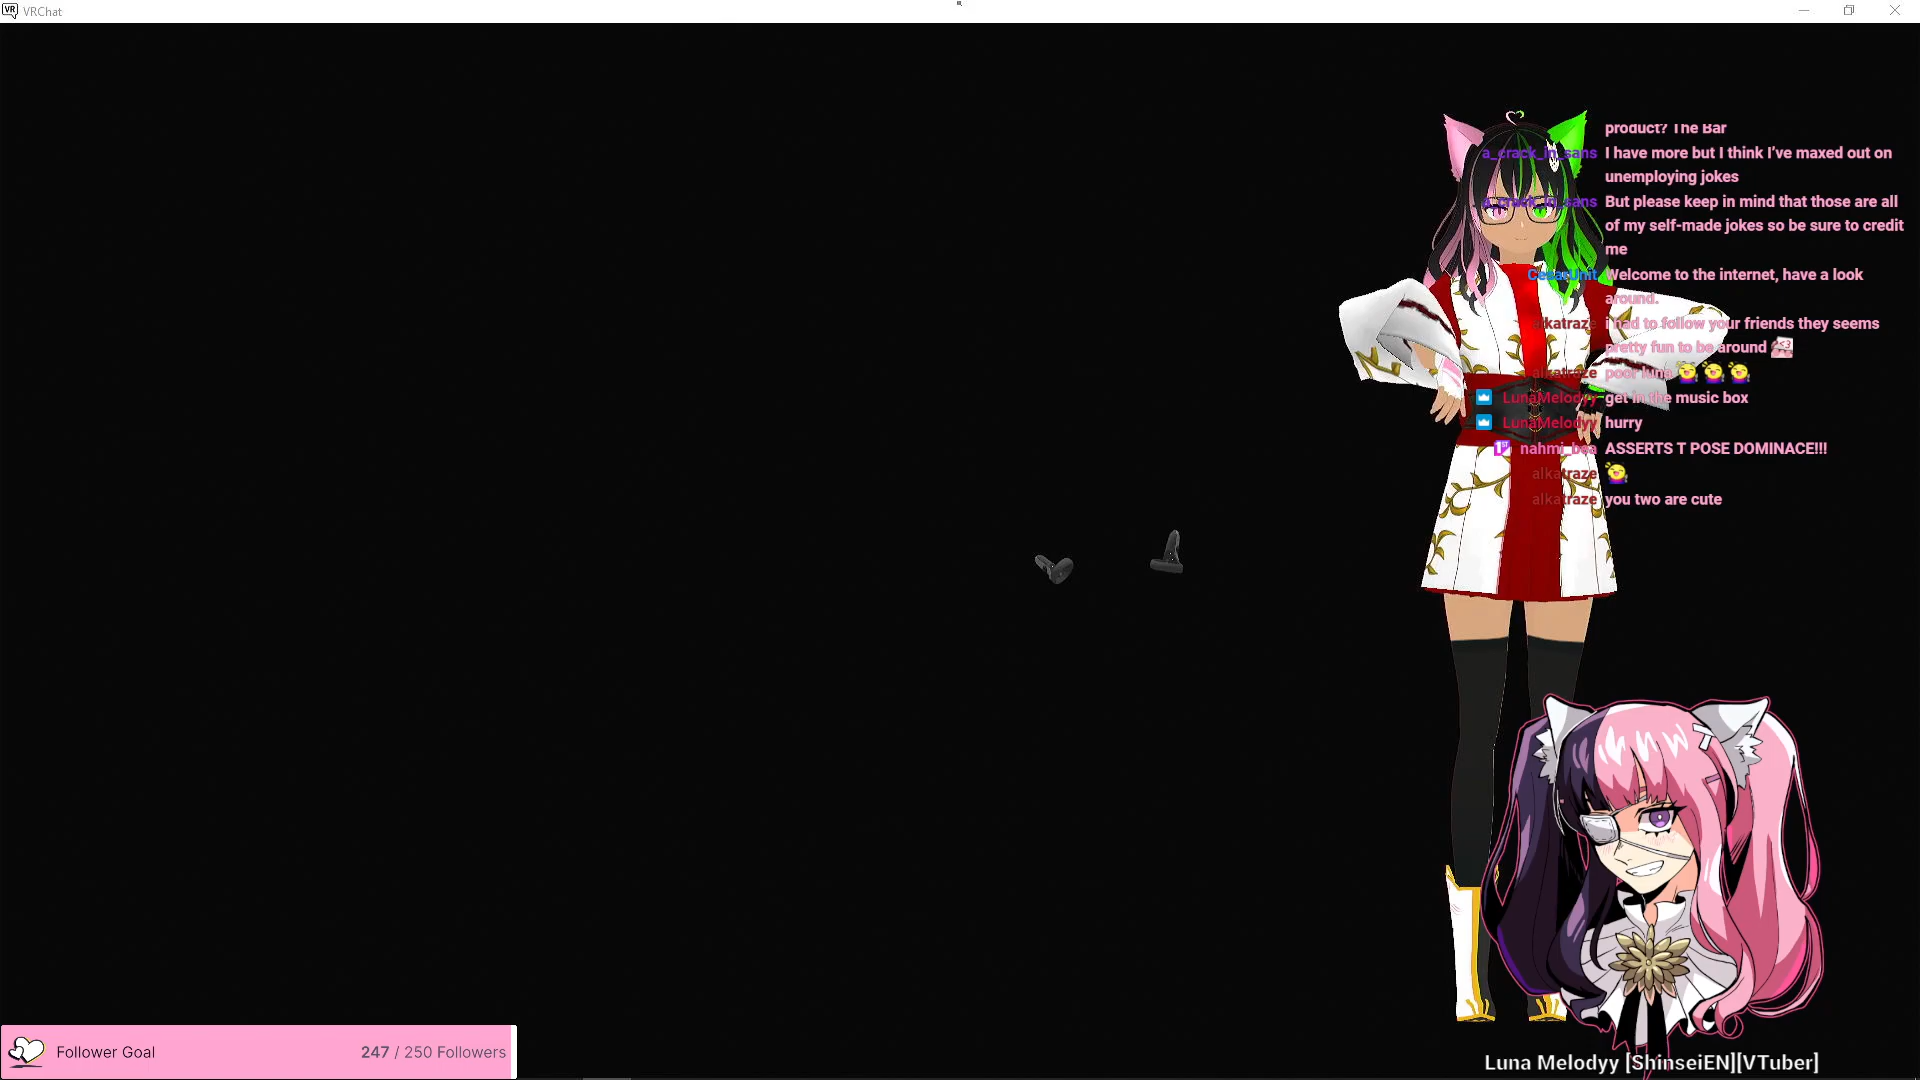 VRChat
product? The Bar
a_crack_in_sans I have more but I think I've maxed out on
unemploying jokes
a_crack_in_sans But please keep in mind that those are all
of my self-made jokes so be sure to credit
me
CesarUnit Welcome to the internet, have a look
around.
alkatraze i had to follow your friends they seems
pretty fun to be around
alkatraze poor luna
LunaMelodyy get in the music box
LunaMelodyy hurry
nahmi_bea ASSERTS T POSE DOMINACE!!!
alkatraze
alkatraze you two are cute
Follower Goal 247 / 250 Followers
Luna Melodyy [ShinseiEN][VTuber]